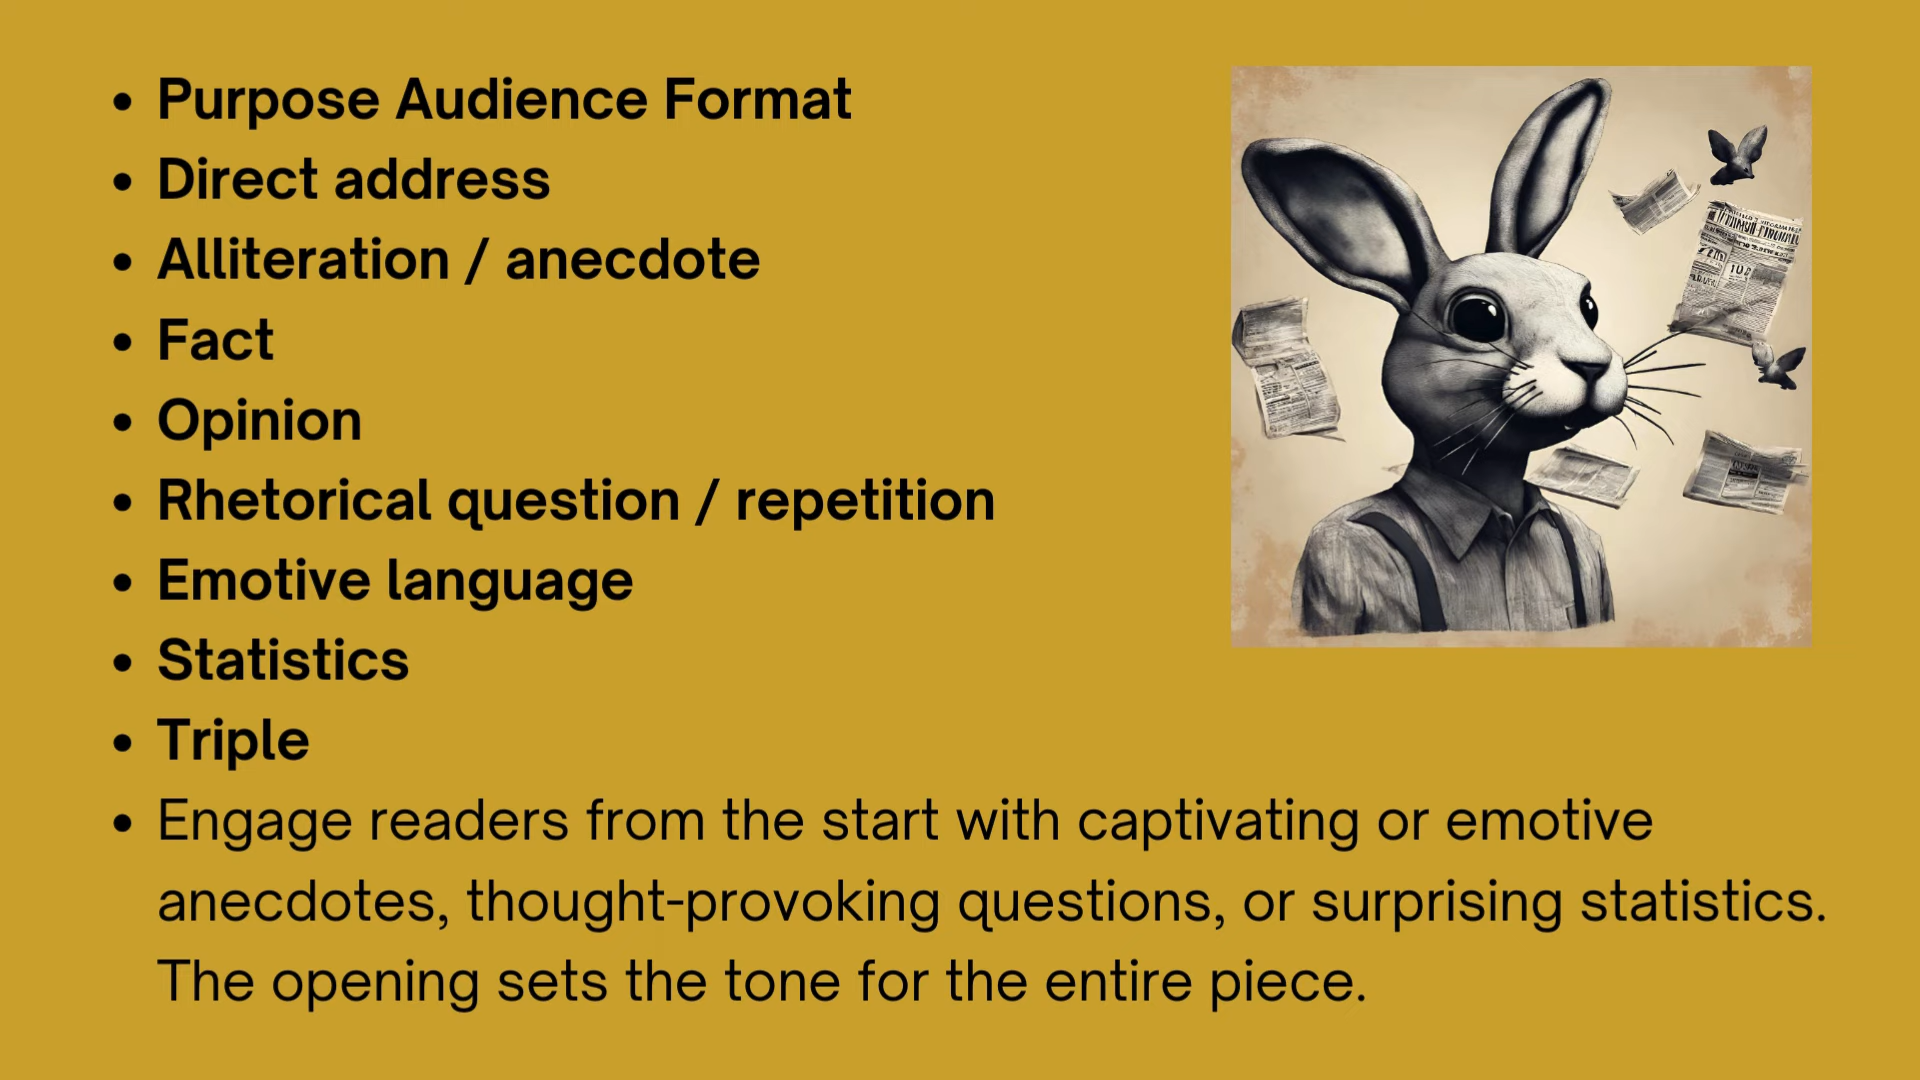 Purpose Audience Format
Direct address
Alliteration / anecdote
Fact
Opinion
Rhetorical question / repetition
Emotive language
Statistics
Triple
Engage readers from the start with captivating or emotive
anecdotes, thought-provoking questions, or surprising statistics.
The opening sets the tone for the entire piece.